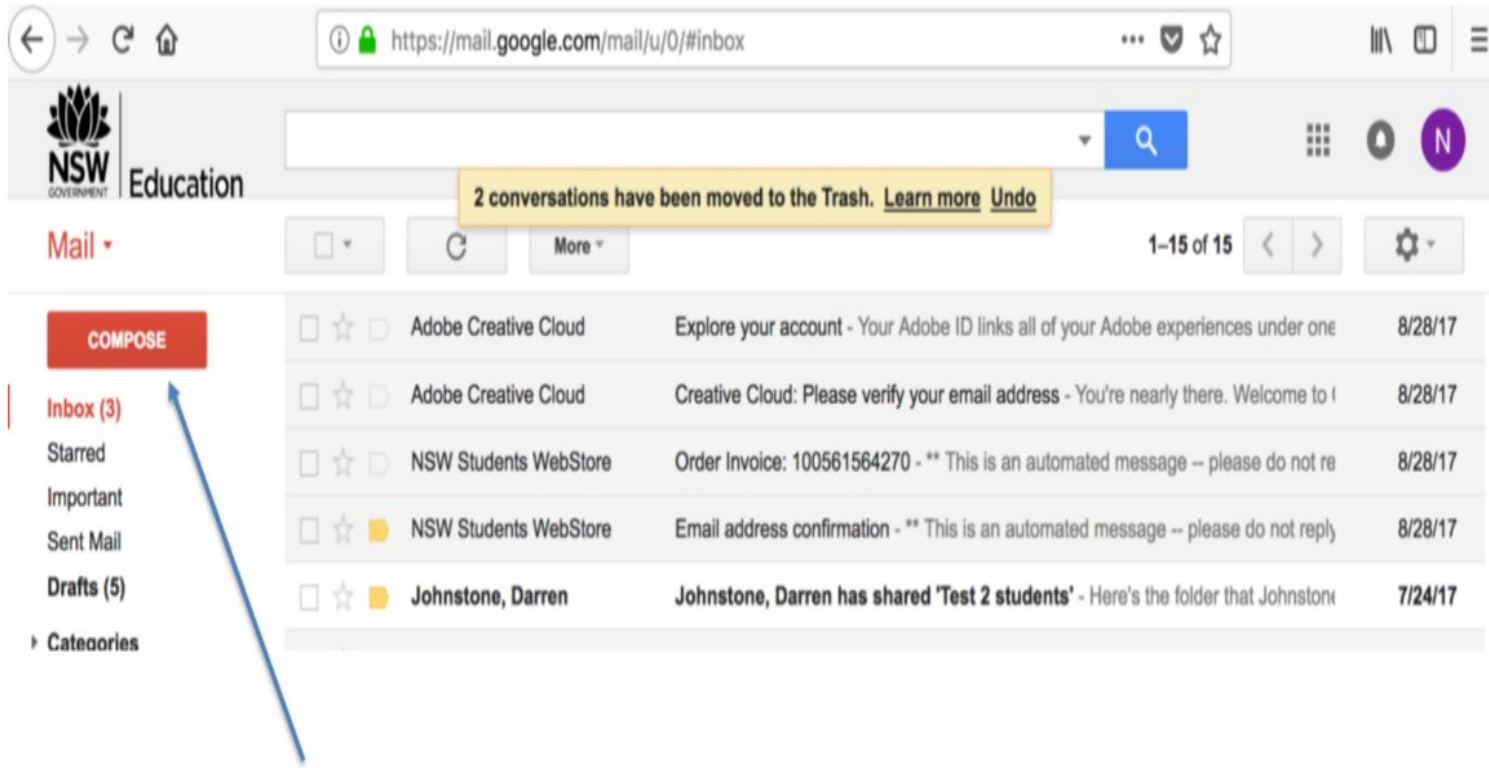 https://mail.google.com/mail/u/0/#inbox
NSW
GOVERNMENT
Education
N
2 conversations have been moved to the Trash. Learn more Undo
Mail
More
1–15 of 15
COMPOSE
Inbox (3)
Starred
Important
Sent Mail
Drafts (5)
Categories
Adobe Creative Cloud Explore your account - Your Adobe ID links all of your Adobe experiences under one 8/28/17
Adobe Creative Cloud Creative Cloud: Please verify your email address - You're nearly there. Welcome to 8/28/17
NSW Students WebStore Order Invoice: 100561564270 - ** This is an automated message -- please do not re 8/28/17
NSW Students WebStore Email address confirmation - ** This is an automated message -- please do not reply 8/28/17
Johnstone, Darren Johnstone, Darren has shared 'Test 2 students' - Here's the folder that Johnstone 7/24/17